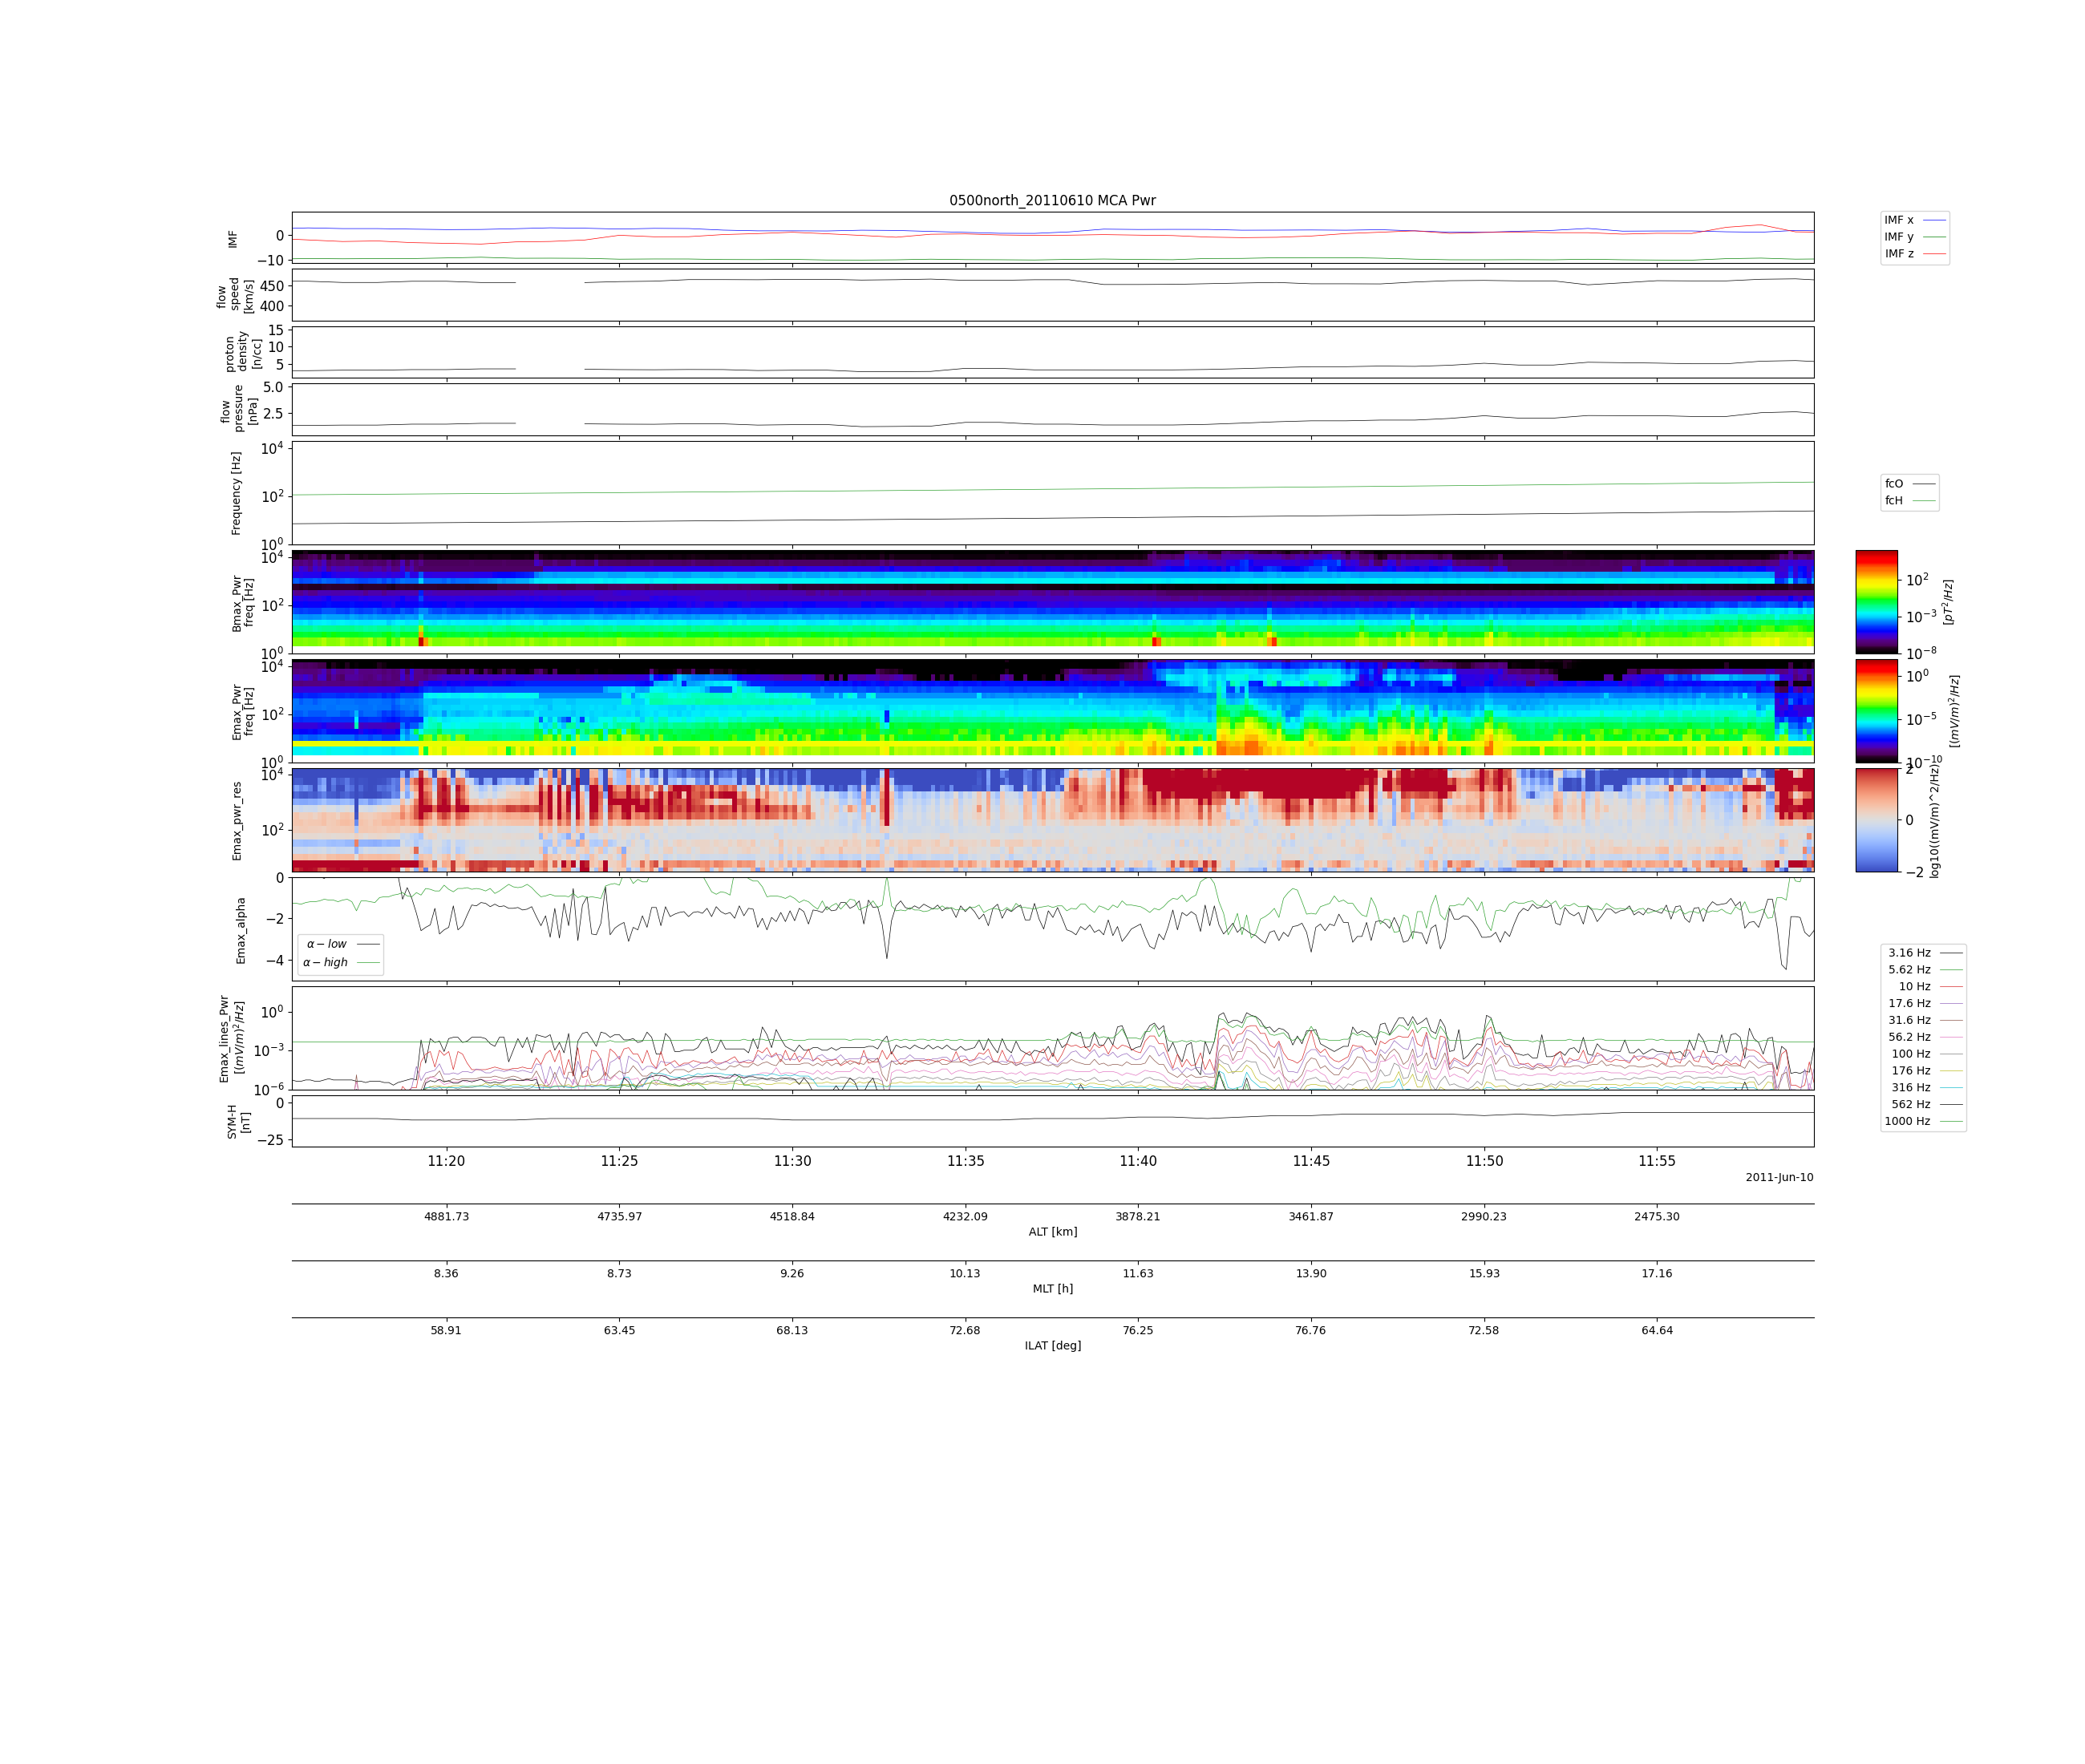 0500north_20110610 MCA Pwr
IMF
0
−10
IMF x
IMF y
IMF z
flow
speed
[km/s]
450
400
proton
density
[n/cc]
15
10
5
flow
pressure
[nPa]
5.0
2.5
Frequency [Hz]
10^4
10^2
10^0
fcO
fcH
Bmax_Pwr
freq [Hz]
10^4
10^2
10^0
10^2
10^−3
10^−8
[pT^2/Hz]
Emax_Pwr
freq [Hz]
10^4
10^2
10^0
10^0
10^−5
10^−10
[(mV/m)^2/Hz]
Emax_pwr_res
10^4
10^2
2
0
−2
log10((mV/m)^2/Hz)
Emax_alpha
0
−2
−4
α − low
α − high
Emax_lines_Pwr
[(mV/m)^2/Hz]
10^0
10^−3
10^−6
3.16 Hz
5.62 Hz
10 Hz
17.6 Hz
31.6 Hz
56.2 Hz
100 Hz
176 Hz
316 Hz
562 Hz
1000 Hz
SYM-H
[nT]
0
−25
11:20 11:25 11:30 11:35 11:40 11:45 11:50 11:55
2011-Jun-10
4881.73 4735.97 4518.84 4232.09 3878.21 3461.87 2990.23 2475.30
ALT [km]
8.36 8.73 9.26 10.13 11.63 13.90 15.93 17.16
MLT [h]
58.91 63.45 68.13 72.68 76.25 76.76 72.58 64.64
ILAT [deg]